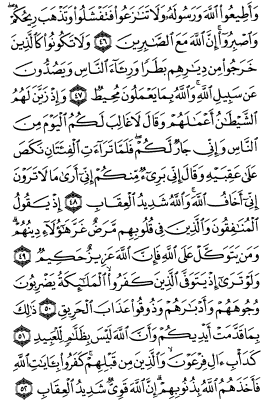 وَأَطِيعُوا۟ ٱللَّهَ وَرَسُولَهُۥ وَلَا تَنَٰزَعُوا۟ فَتَفْشَلُوا۟ وَتَذْهَبَ رِيحُكُمْ ۖ
وَٱصْبِرُوٓا۟ ۚ إِنَّ ٱللَّهَ مَعَ ٱلصَّٰبِرِينَ ٤٦ وَلَا تَكُونُوا۟ كَٱلَّذِينَ
خَرَجُوا۟ مِن دِيَٰرِهِم بَطَرًا وَرِئَآءَ ٱلنَّاسِ وَيَصُدُّونَ
عَن سَبِيلِ ٱللَّهِ ۚ وَٱللَّهُ بِمَا يَعْمَلُونَ مُحِيطٌ ٤٧ وَإِذْ زَيَّنَ لَهُمُ
ٱلشَّيْطَٰنُ أَعْمَٰلَهُمْ وَقَالَ لَا غَالِبَ لَكُمُ ٱلْيَوْمَ مِنَ
ٱلنَّاسِ وَإِنِّى جَارٌ لَّكُمْ ۖ فَلَمَّا تَرَآءَتِ ٱلْفِئَتَانِ نَكَصَ
عَلَىٰ عَقِبَيْهِ وَقَالَ إِنِّى بَرِىٓءٌ مِّنكُمْ إِنِّىٓ أَرَىٰ مَا لَا تَرَوْنَ
إِنِّىٓ أَخَافُ ٱللَّهَ ۚ وَٱللَّهُ شَدِيدُ ٱلْعِقَابِ ٤٨ إِذْ يَقُولُ
ٱلْمُنَٰفِقُونَ وَٱلَّذِينَ فِى قُلُوبِهِم مَّرَضٌ غَرَّ هَٰٓؤُلَآءِ دِينُهُمْ ۗ
وَمَن يَتَوَكَّلْ عَلَى ٱللَّهِ فَإِنَّ ٱللَّهَ عَزِيزٌ حَكِيمٌ ٤٩
وَلَوْ تَرَىٰٓ إِذْ يَتَوَفَّى ٱلَّذِينَ كَفَرُوا۟ ۙ ٱلْمَلَٰٓئِكَةُ يَضْرِبُونَ
وُجُوهَهُمْ وَأَدْبَٰرَهُمْ وَذُوقُوا۟ عَذَابَ ٱلْحَرِيقِ ٥٠ ذَٰلِكَ
بِمَا قَدَّمَتْ أَيْدِيكُمْ وَأَنَّ ٱللَّهَ لَيْسَ بِظَلَّٰمٍ لِّلْعَبِيدِ ٥١
كَدَأْبِ ءَالِ فِرْعَوْنَ ۙ وَٱلَّذِينَ مِن قَبْلِهِمْ ۚ كَفَرُوا۟ بِـَٔايَٰتِ ٱللَّهِ
فَأَخَذَهُمُ ٱللَّهُ بِذُنُوبِهِمْ ۗ إِنَّ ٱللَّهَ قَوِىٌّ شَدِيدُ ٱلْعِقَابِ ٥٢